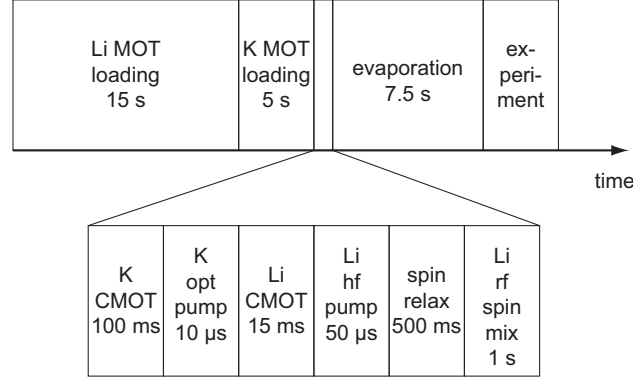 Li MOT
loading
15 s
K MOT
loading
5 s
evaporation
7.5 s
ex-
peri-
ment
time
K
CMOT
100 ms
K
opt
pump
10 µs
Li
CMOT
15 ms
Li
hf
pump
50 µs
spin
relax
500 ms
Li
rf
spin
mix
1 s